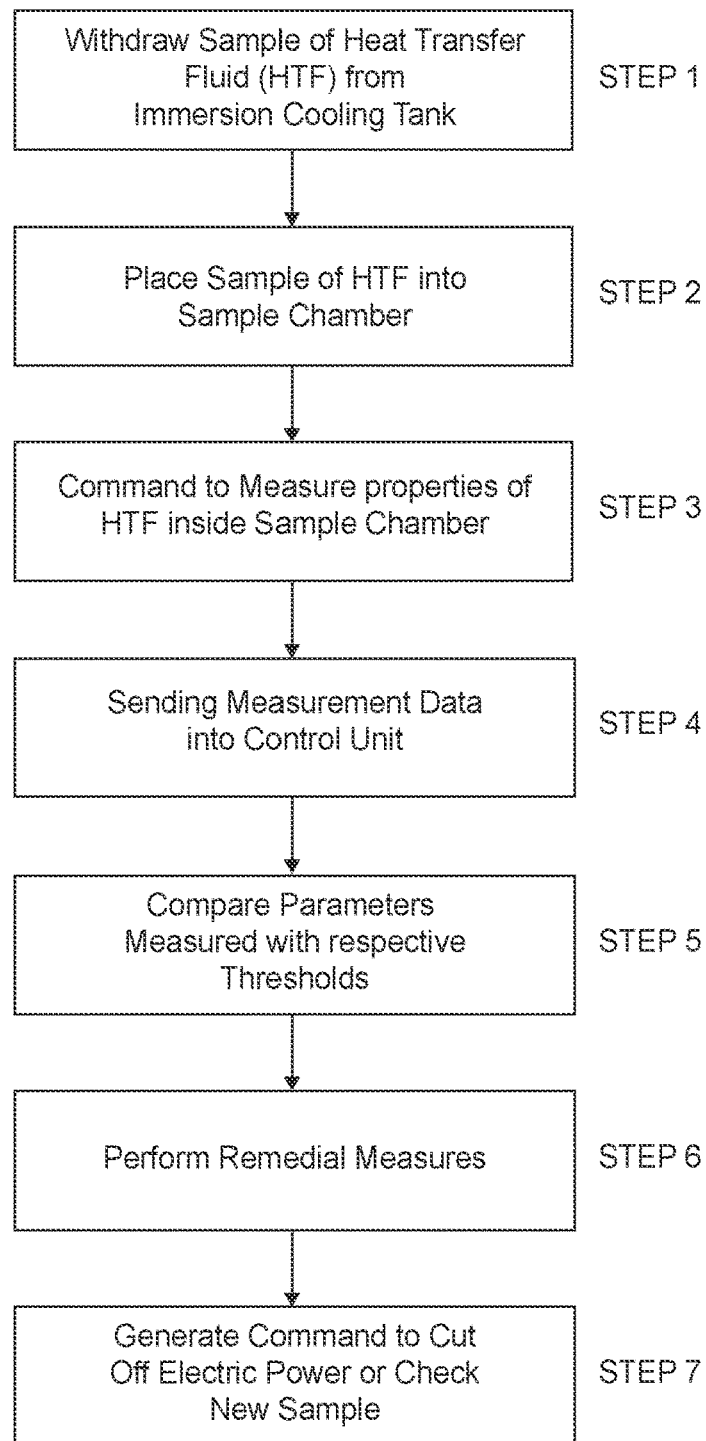 Withdraw Sample of Heat Transfer
Fluid (HTF) from
Immersion Cooling Tank
STEP 1
Place Sample of HTF into
Sample Chamber
STEP 2
Command to Measure properties of
HTF inside Sample Chamber
STEP 3
Sending Measurement Data
into Control Unit
STEP 4
Compare Parameters
Measured with respective
Thresholds
STEP 5
Perform Remedial Measures
STEP 6
Generate Command to Cut
Off Electric Power or Check
New Sample
STEP 7